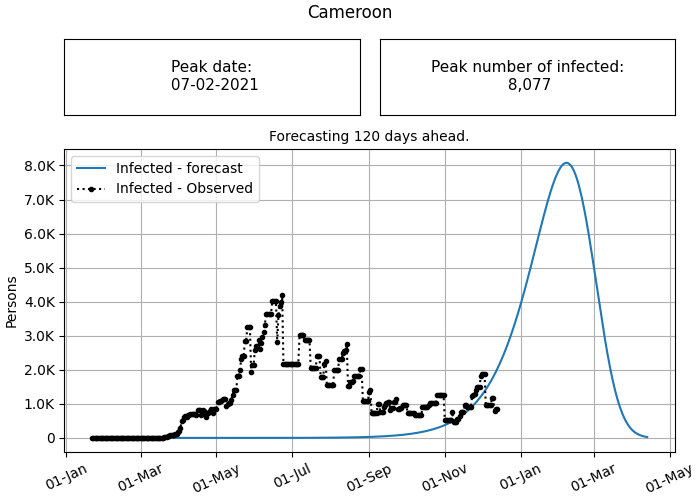 Cameroon
Peak date:
07-02-2021
Peak number of infected:
8,077
Forecasting 120 days ahead.
Infected - forecast
Infected - Observed
Persons
8.0K
7.0K
6.0K
5.0K
4.0K
3.0K
2.0K
1.0K
0
01-Jan
01-Mar
01-May
01-Jul
01-Sep
01-Nov
01-Jan
01-Mar
01-May